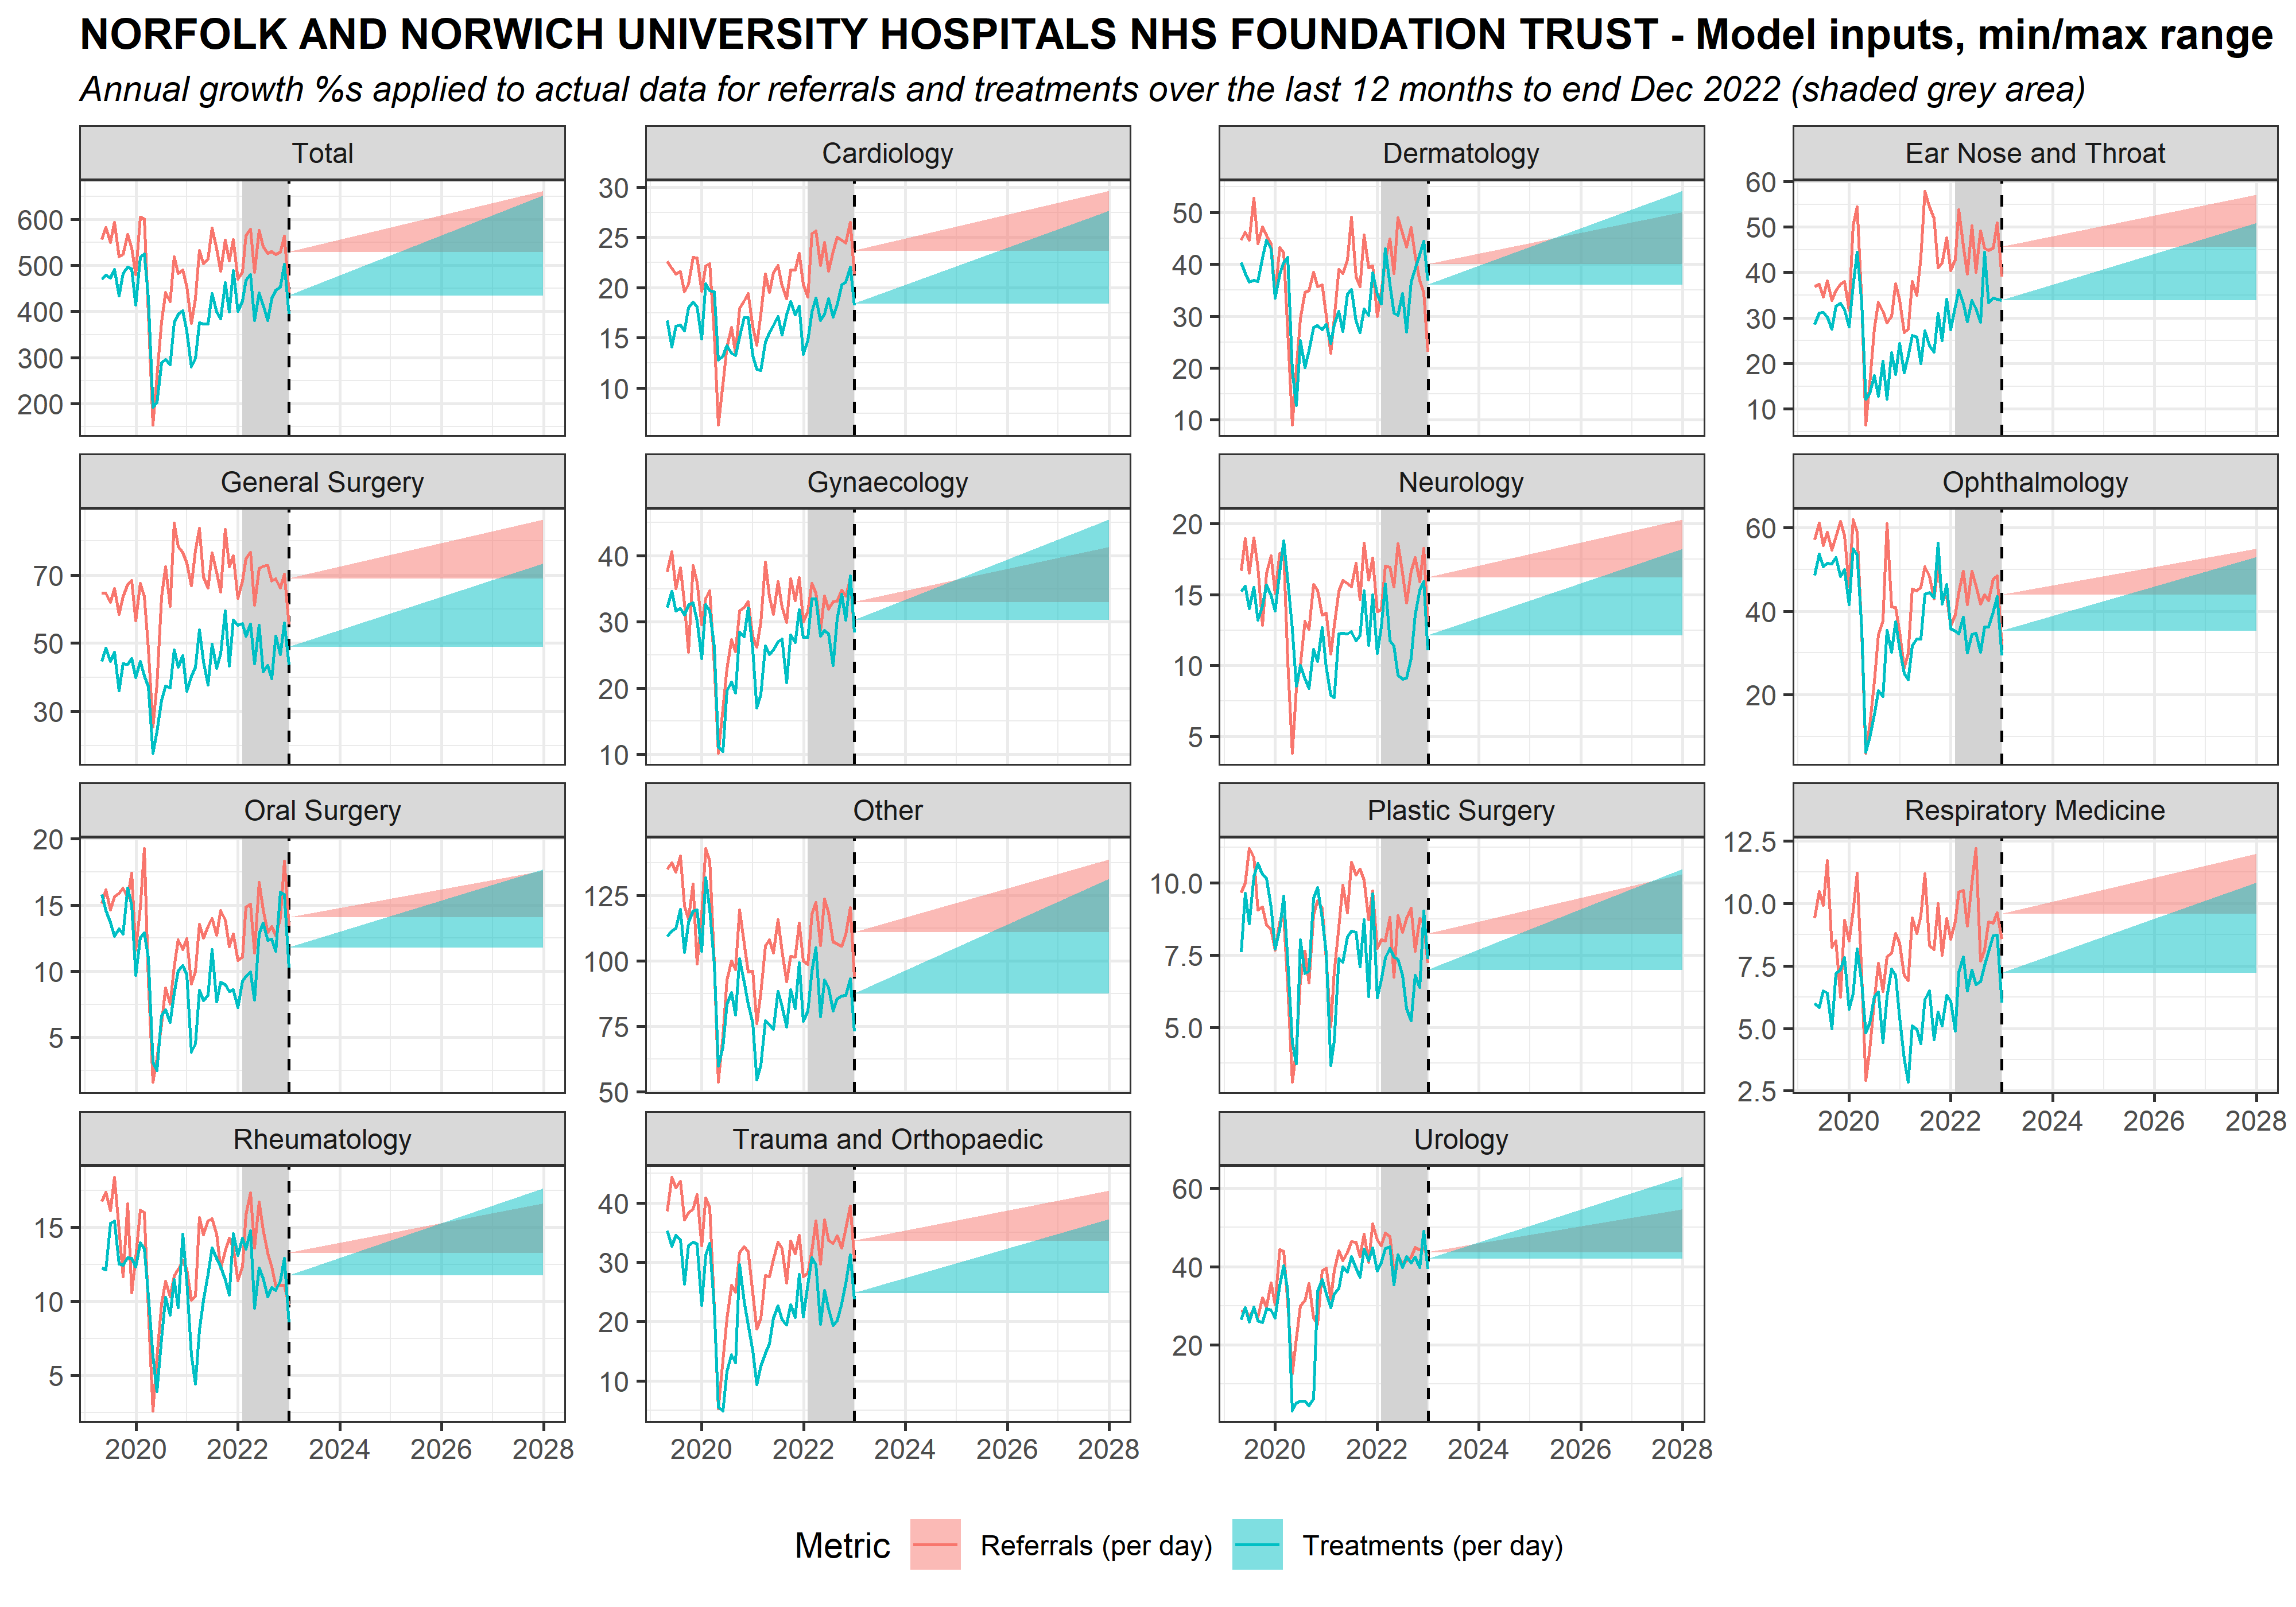 NORFOLK AND NORWICH UNIVERSITY HOSPITALS NHS FOUNDATION TRUST - Model inputs, min/max range
Annual growth %s applied to actual data for referrals and treatments over the last 12 months to end Dec 2022 (shaded grey area)
Total
600
500
400
300
200
Cardiology
30
25
20
15
10
Dermatology
50
40
30
20
10
Ear Nose and Throat
60
50
40
30
20
10
General Surgery
70
50
30
Gynaecology
40
30
20
10
Neurology
20
15
10
5
Ophthalmology
60
40
20
Oral Surgery
20
15
10
5
Other
125
100
75
50
Plastic Surgery
10.0
7.5
5.0
Respiratory Medicine
12.5
10.0
7.5
5.0
2.5
2020 2022 2024 2026 2028
Rheumatology
15
10
5
2020 2022 2024 2026 2028
Trauma and Orthopaedic
40
30
20
10
2020 2022 2024 2026 2028
Urology
60
40
20
2020 2022 2024 2026 2028
Metric Referrals (per day) Treatments (per day)